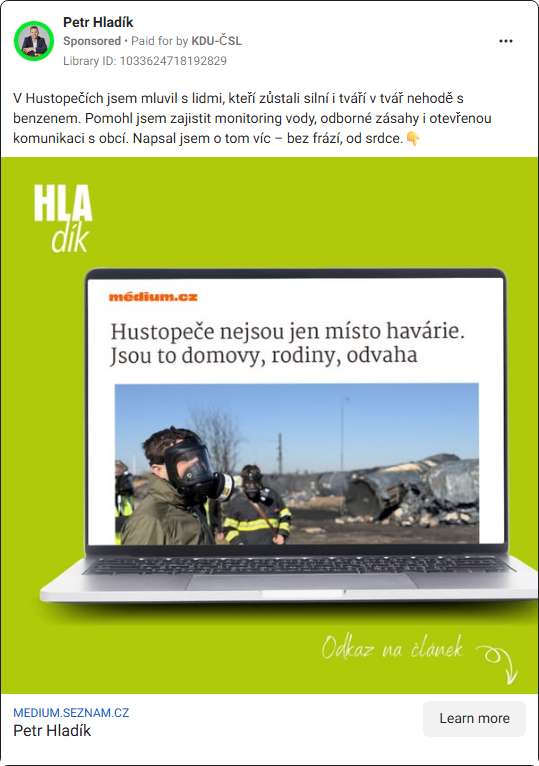 Petr Hladík
Sponsored • Paid for by KDU-ČSL
Library ID: 1033624718192829
V Hustopečích jsem mluvil s lidmi, kteří zůstali silní i tváří v tvář nehodě s
benzenem. Pomohl jsem zajistit monitoring vody, odborné zásahy i otevřenou
komunikaci s obcí. Napsal jsem o tom víc – bez frází, od srdce. 👇
HLA
dík
médium.cz
Hustopeče nejsou jen místo havárie.
Jsou to domovy, rodiny, odvaha
Odkaz na článek
MEDIUM.SEZNAM.CZ
Petr Hladík
Learn more